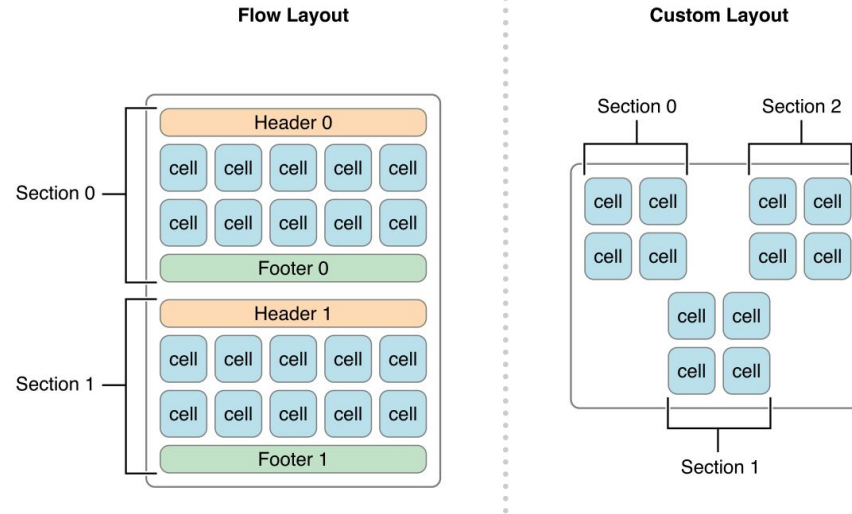 Flow Layout
Header 0
cell cell cell cell cell
Section 0
cell cell cell cell cell
Footer 0
Header 1
cell cell cell cell cell
Section 1
cell cell cell cell cell
Footer 1
Custom Layout
Section 0 Section 2
cell cell cell cell
cell cell cell cell
cell cell
cell cell
Section 1